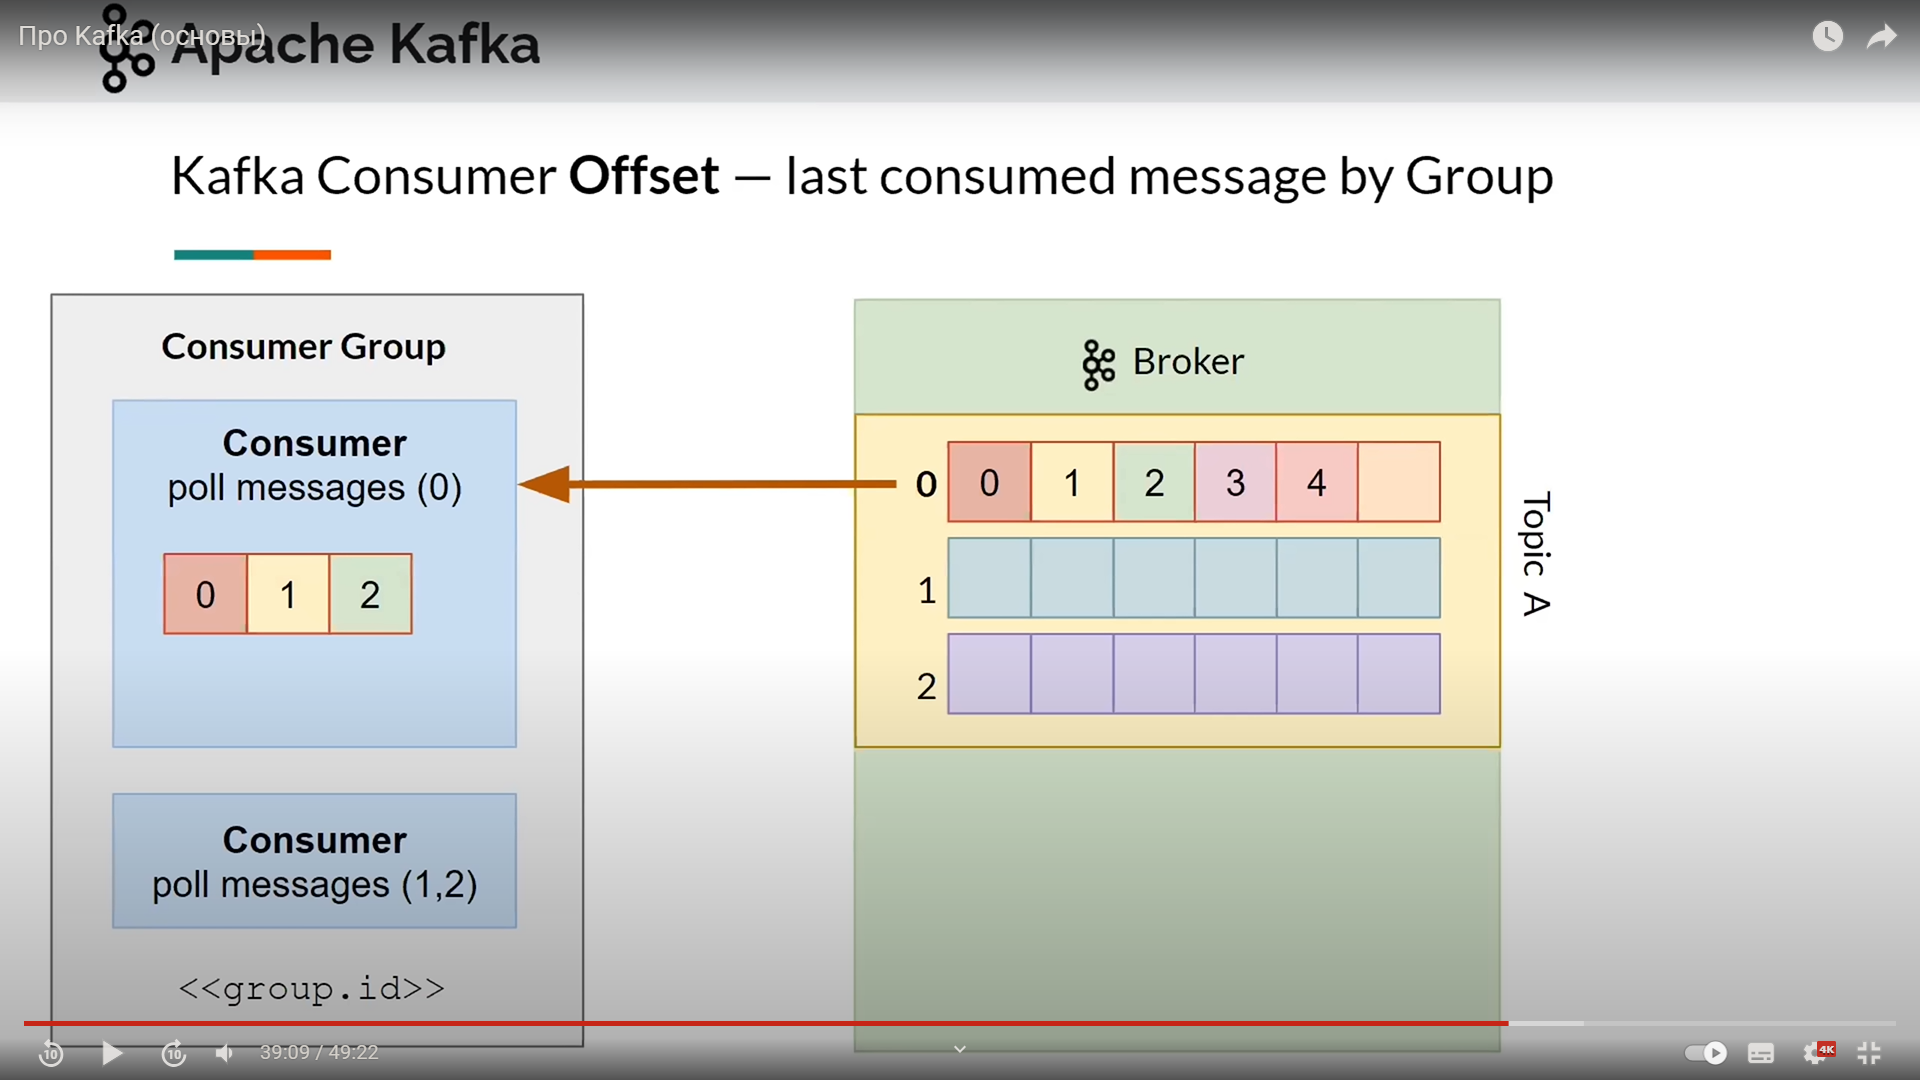 Про Kafka (основы)
Apache Kafka
Kafka Consumer Offset — last consumed message by Group
Consumer Group
Consumer
poll messages (0)
0 1 2
Consumer
poll messages (1,2)
<<group.id>>
Broker
0 0 1 2 3 4
1
2
Topic A
10 10 39:09 / 49:22 4K